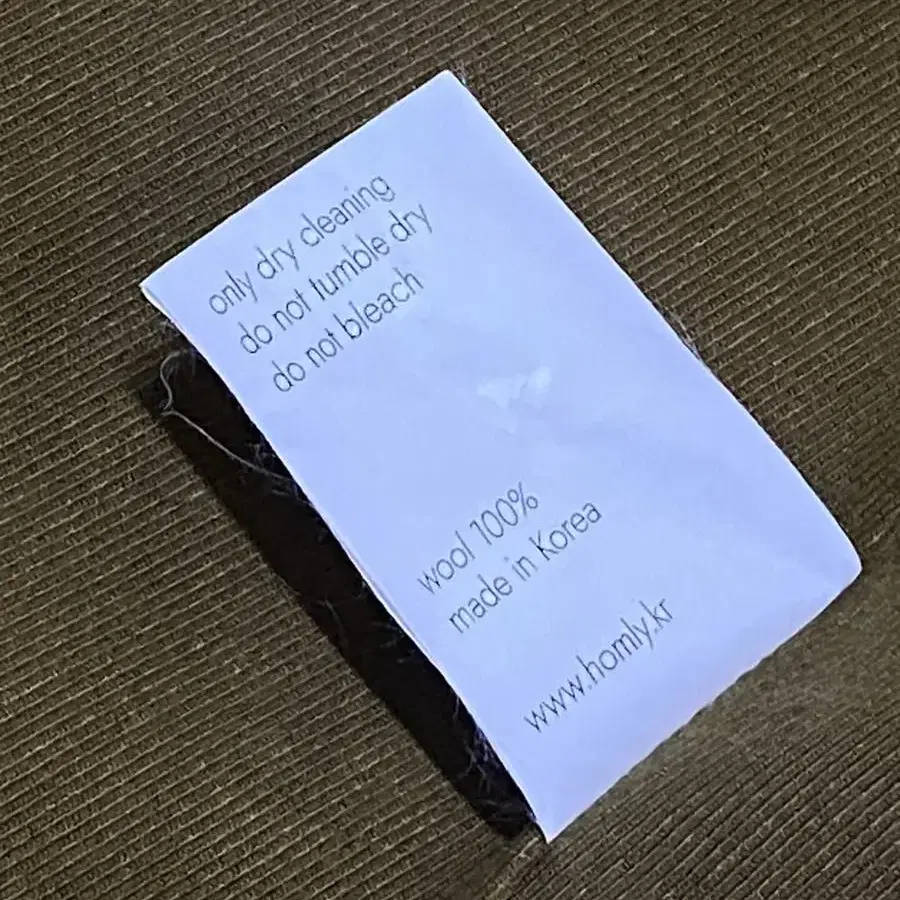 only dry cleaning
do not tumble dry
do not bleach
wool 100%
made in Korea
www.homly.kr